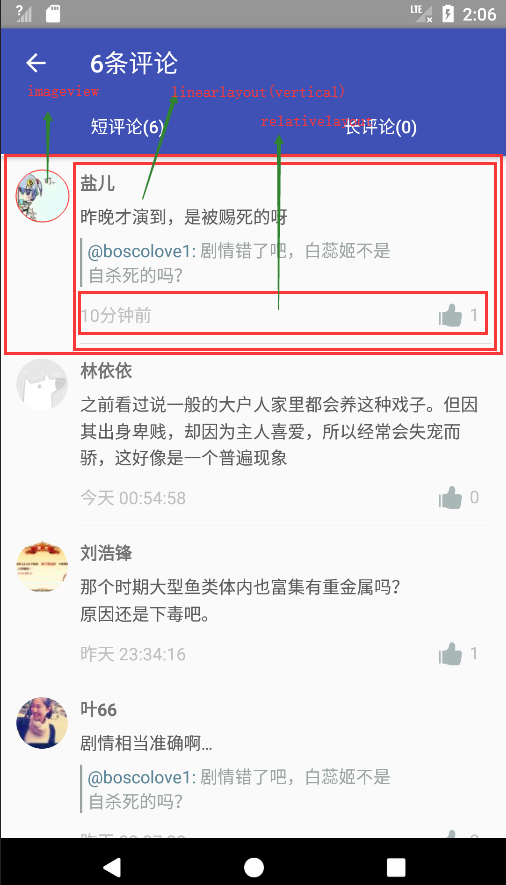 LTE 2:06
6条评论
imageview
linearlayout(vertical)
relativelayout
短评论(6)
长评论(0)
盐儿
昨晚才演到，是被赐死的呀
@boscolove1: 剧情错了吧，白蕊姬不是
自杀死的吗?
10分钟前 1
林依依
之前看过说一般的大户人家里都会养这种戏子。但因
其出身卑贱，却因为主人喜爱，所以经常会失宠而
骄，这好像是一个普遍现象
今天 00:54:58 0
刘浩锋
那个时期大型鱼类体内也富集有重金属吗?
原因还是下毒吧。
昨天 23:34:16 1
叶66
剧情相当准确啊...
@boscolove1: 剧情错了吧，白蕊姬不是
自杀死的吗?